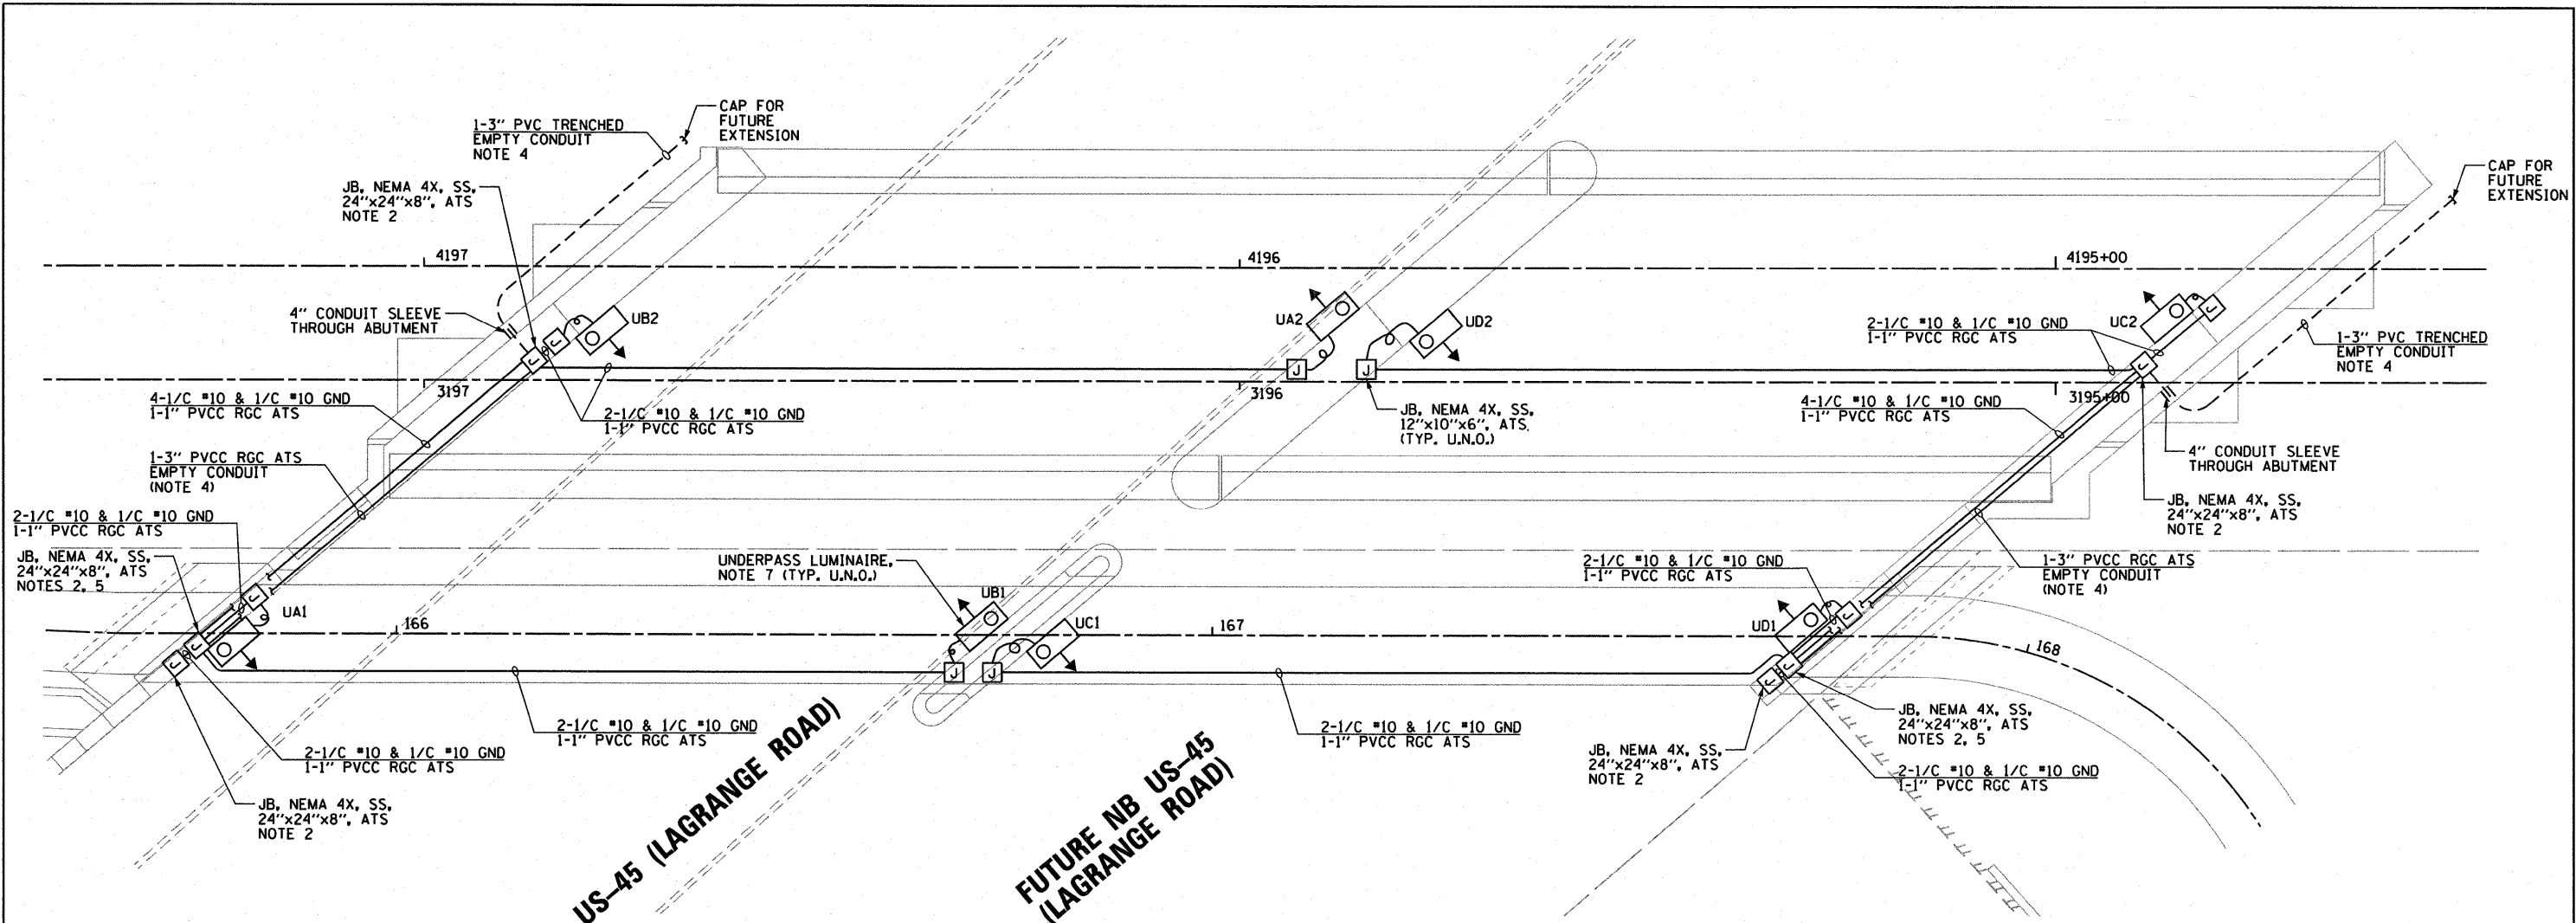 CAP FOR
FUTURE
EXTENSION
1-3" PVC TRENCHED
EMPTY CONDUIT
NOTE 4
JB, NEMA 4X, SS,
24"x24"x8", ATS
NOTE 2
CAP FOR
FUTURE
EXTENSION
4197
4196
4195+00
4" CONDUIT SLEEVE
THROUGH ABUTMENT
J
J
UB2
UA2
UD2
UC2
J
J
J
J
2-1/C #10 & 1/C #10 GND
1-1" PVCC RGC ATS
1-3" PVC TRENCHED
EMPTY CONDUIT
NOTE 4
3197
3196
3195+00
4-1/C #10 & 1/C #10 GND
1-1" PVCC RGC ATS
2-1/C #10 & 1/C #10 GND
1-1" PVCC RGC ATS
JB, NEMA 4X, SS,
12"x10"x6", ATS,
(TYP. U.N.O.)
4-1/C #10 & 1/C #10 GND
1-1" PVCC RGC ATS
4" CONDUIT SLEEVE
THROUGH ABUTMENT
1-3" PVCC RGC ATS
EMPTY CONDUIT
(NOTE 4)
JB, NEMA 4X, SS,
24"x24"x8", ATS
NOTE 2
2-1/C #10 & 1/C #10 GND
1-1" PVCC RGC ATS
JB, NEMA 4X, SS,
24"x24"x8", ATS
NOTES 2, 5
UNDERPASS LUMINAIRE,
NOTE 7 (TYP. U.N.O.)
2-1/C #10 & 1/C #10 GND
1-1" PVCC RGC ATS
1-3" PVCC RGC ATS
EMPTY CONDUIT
(NOTE 4)
J
J
J
UA1
166
UB1
UC1
J
J
167
UD1
J
J
J
168
2-1/C #10 & 1/C #10 GND
1-1" PVCC RGC ATS
2-1/C #10 & 1/C #10 GND
1-1" PVCC RGC ATS
2-1/C #10 & 1/C #10 GND
1-1" PVCC RGC ATS
JB, NEMA 4X, SS,
24"x24"x8", ATS
NOTES 2, 5
JB, NEMA 4X, SS,
24"x24"x8", ATS
NOTE 2
2-1/C #10 & 1/C #10 GND
1-1" PVCC RGC ATS
JB, NEMA 4X, SS,
24"x24"x8", ATS
NOTE 2
US-45 (LAGRANGE ROAD)
FUTURE NB US-45
(LAGRANGE ROAD)